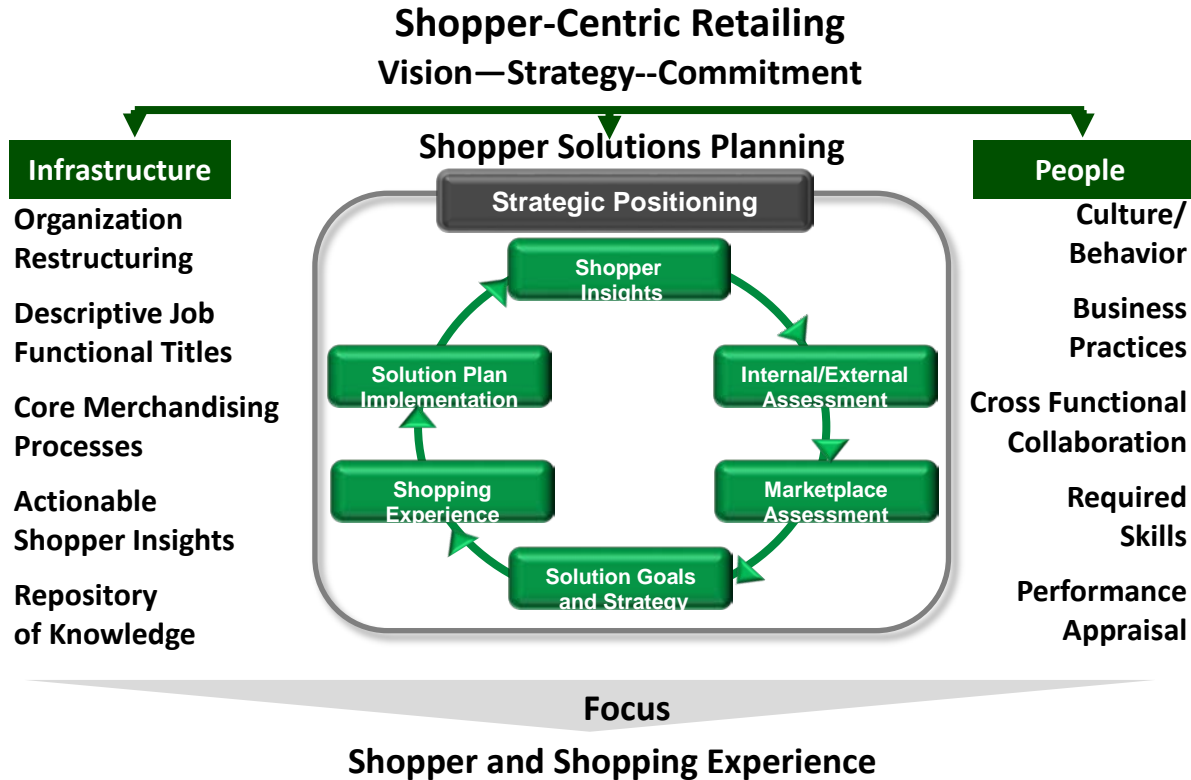 Shopper-Centric Retailing
Vision—Strategy--Commitment
Infrastructure
Organization
Restructuring
Descriptive Job
Functional Titles
Core Merchandising
Processes
Actionable
Shopper Insights
Repository
of Knowledge
Shopper Solutions Planning
Strategic Positioning
Shopper
Insights
Internal/External
Assessment
Marketplace
Assessment
Solution Goals
and Strategy
Shopping
Experience
Solution Plan
Implementation
People
Culture/
Behavior
Business
Practices
Cross Functional
Collaboration
Required
Skills
Performance
Appraisal
Focus
Shopper and Shopping Experience